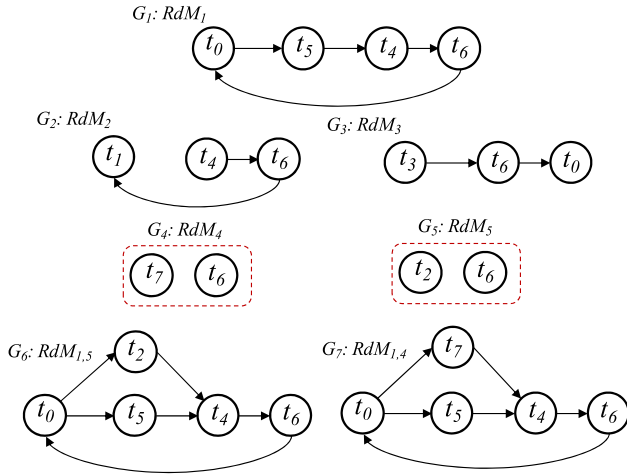 G₁: RdM₁
t₀ t₅ t₄ t₆
G₂: RdM₂
G₃: RdM₃
t₁ t₄ t₆
t₃ t₆ t₀
G₄: RdM₄
G₅: RdM₅
t₇ t₆
t₂ t₆
G₆: RdM₁,₅
t₂
t₀ t₅ t₄ t₆
G₇: RdM₁,₄
t₇
t₀ t₅ t₄ t₆